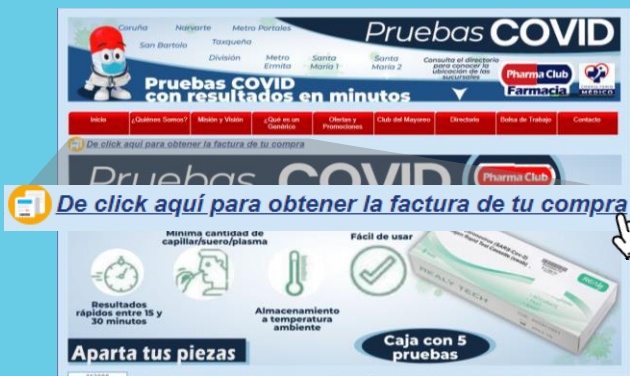 Coruña Narvarte Metro Portales
San Bartolo Taxqueña
División Metro Ermita Santa María 1 Santa María 2
Pruebas COVID
Consulta el directorio
para conocer la
ubicación de las
sucursales
Pharma Club
Farmacia
CONSULTORIO
MÉDICO
Pruebas COVID
con resultados en minutos
Inicio ¿Quiénes Somos? Misión y Visión ¿Qué es un Genérico Ofertas y Promociones Club del Mayoreo Directorio Bolsa de Trabajo Contacto
De click aquí para obtener la factura de tu compra
Pruebas COVID
Pharma Club
De click aquí para obtener la factura de tu compra
Mínima cantidad de
capilar/suero/plasma
Fácil de usar
Resultados
rápidos entre 15 y
30 minutos
Almacenamiento
a temperatura
ambiente
REALY TECH
Aparta tus piezas
Caja con 5
pruebas